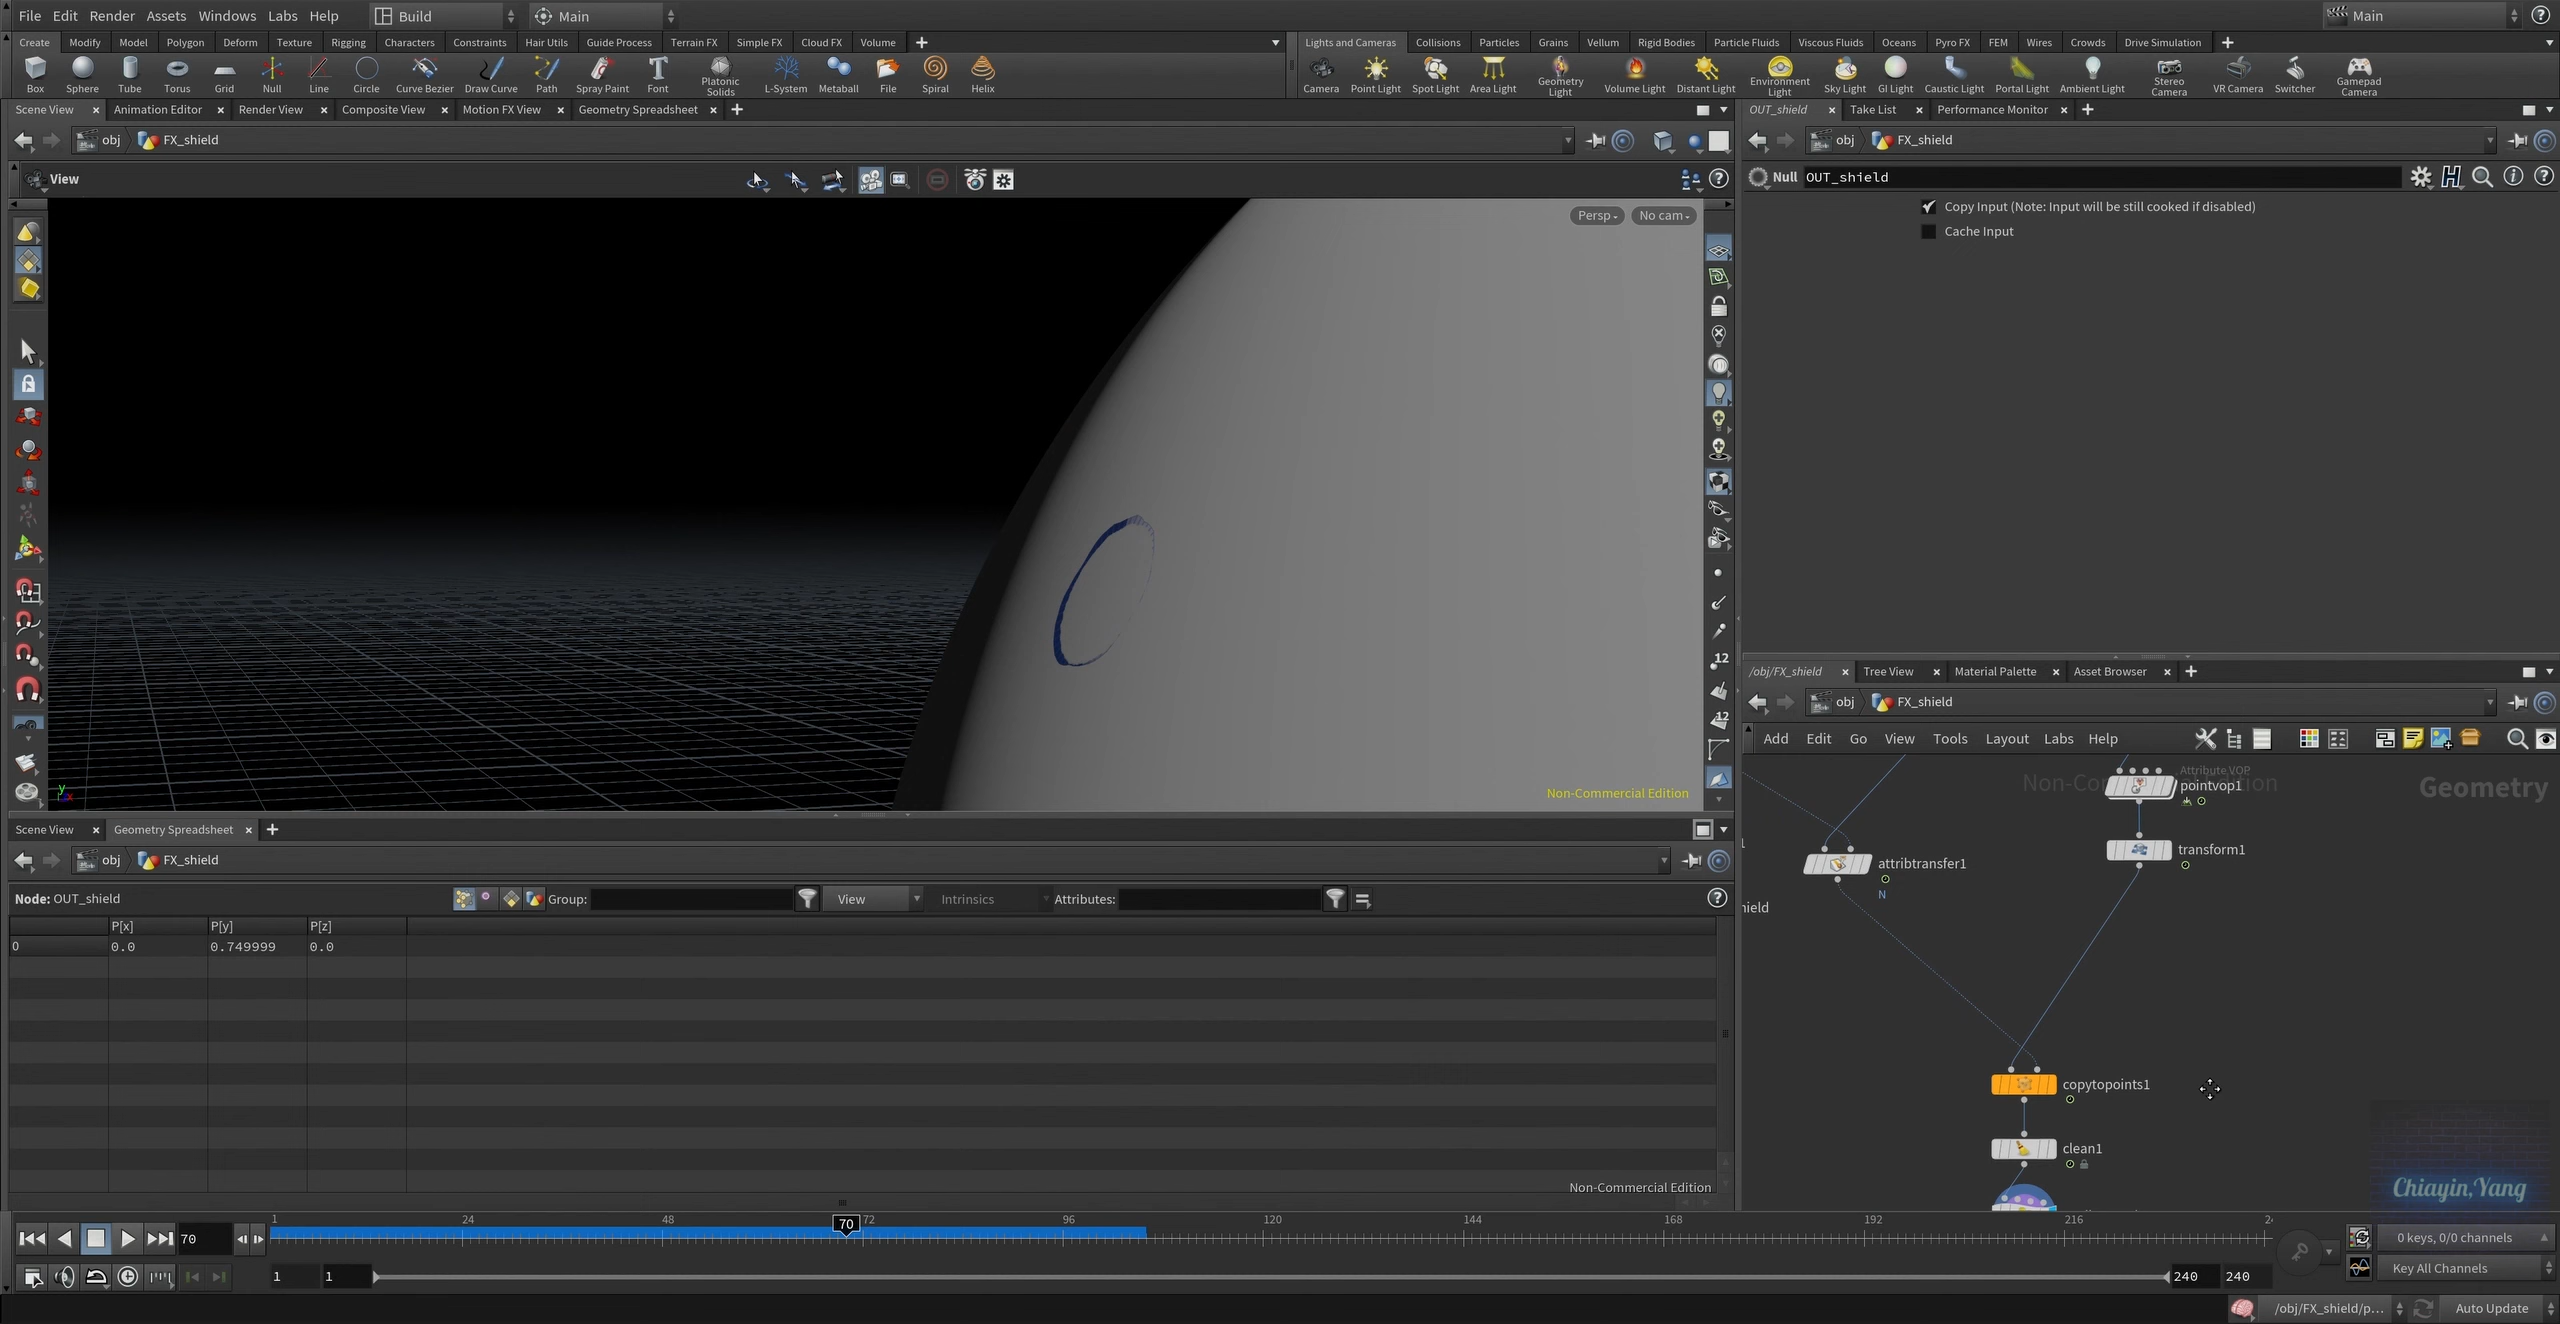 File Edit Render Assets Windows Labs Help Build Main Main
Create Modify Model Polygon Deform Texture Rigging Characters Constraints Hair Utils Guide Process Terrain FX Simple FX Cloud FX Volume Lights and Cameras Collisions Particles Grains Vellum Rigid Bodies Particle Fluids Viscous Fluids Oceans Pyro FX FEM Wires Crowds Drive Simulation
Box Sphere Tube Torus Grid Null Line Circle Curve Bezier Draw Curve Path Spray Paint Font Platonic Solids L-System Metaball File Spiral Helix Camera Point Light Spot Light Area Light Geometry Light Volume Light Distant Light Environment Light Sky Light GI Light Caustic Light Portal Light Ambient Light Stereo Camera VR Camera Switcher Gamepad Camera
Scene View Animation Editor Render View Composite View Motion FX View Geometry Spreadsheet
obj FX_shield
View
Persp No cam
Non-Commercial Edition
OUT_shield Take List Performance Monitor
obj FX_shield
Null OUT_shield
Copy Input (Note: Input will be still cooked if disabled)
Cache Input
/obj/FX_shield Tree View Material Palette Asset Browser
obj FX_shield
Add Edit Go View Tools Layout Labs Help
Attribute VOP
pointvop1
Geometry
transform1
attribtransfer1
N
hield
copytopoints1
clean1
Chiayin,Yang
Scene View Geometry Spreadsheet
obj FX_shield
Node: OUT_shield Group: View Intrinsics Attributes:
P[x] P[y] P[z]
0 0.0 0.749999 0.0
Non-Commercial Edition
1 24 48 70 72 96 120 144 168 192 216
70
0 keys, 0/0 channels
1 1 240 240
Key All Channels
/obj/FX_shield/p... Auto Update